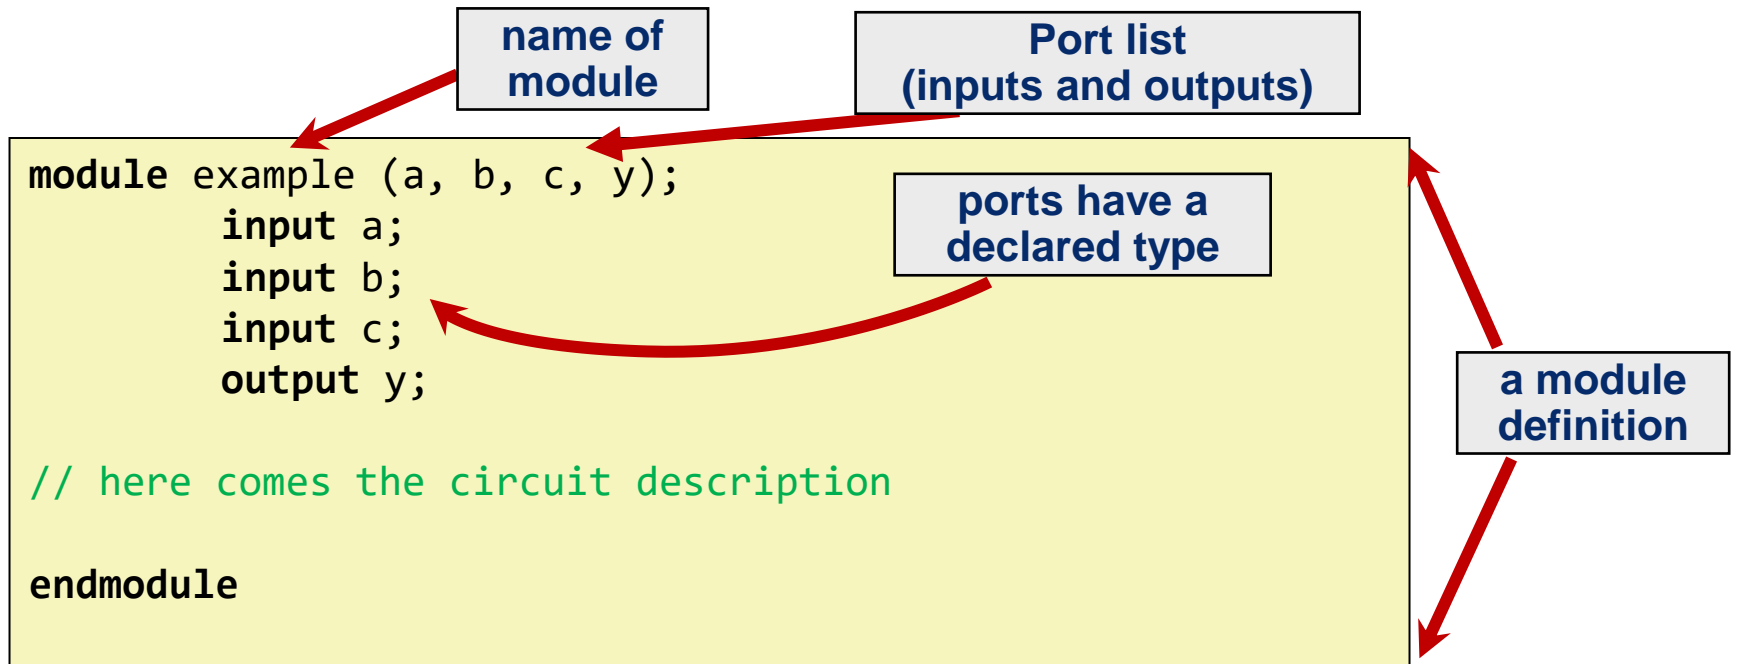 name of
module
Port list
(inputs and outputs)
module example (a, b, c, y);
input a;
input b;
input c;
output y;
ports have a
declared type
a module
definition
// here comes the circuit description
endmodule